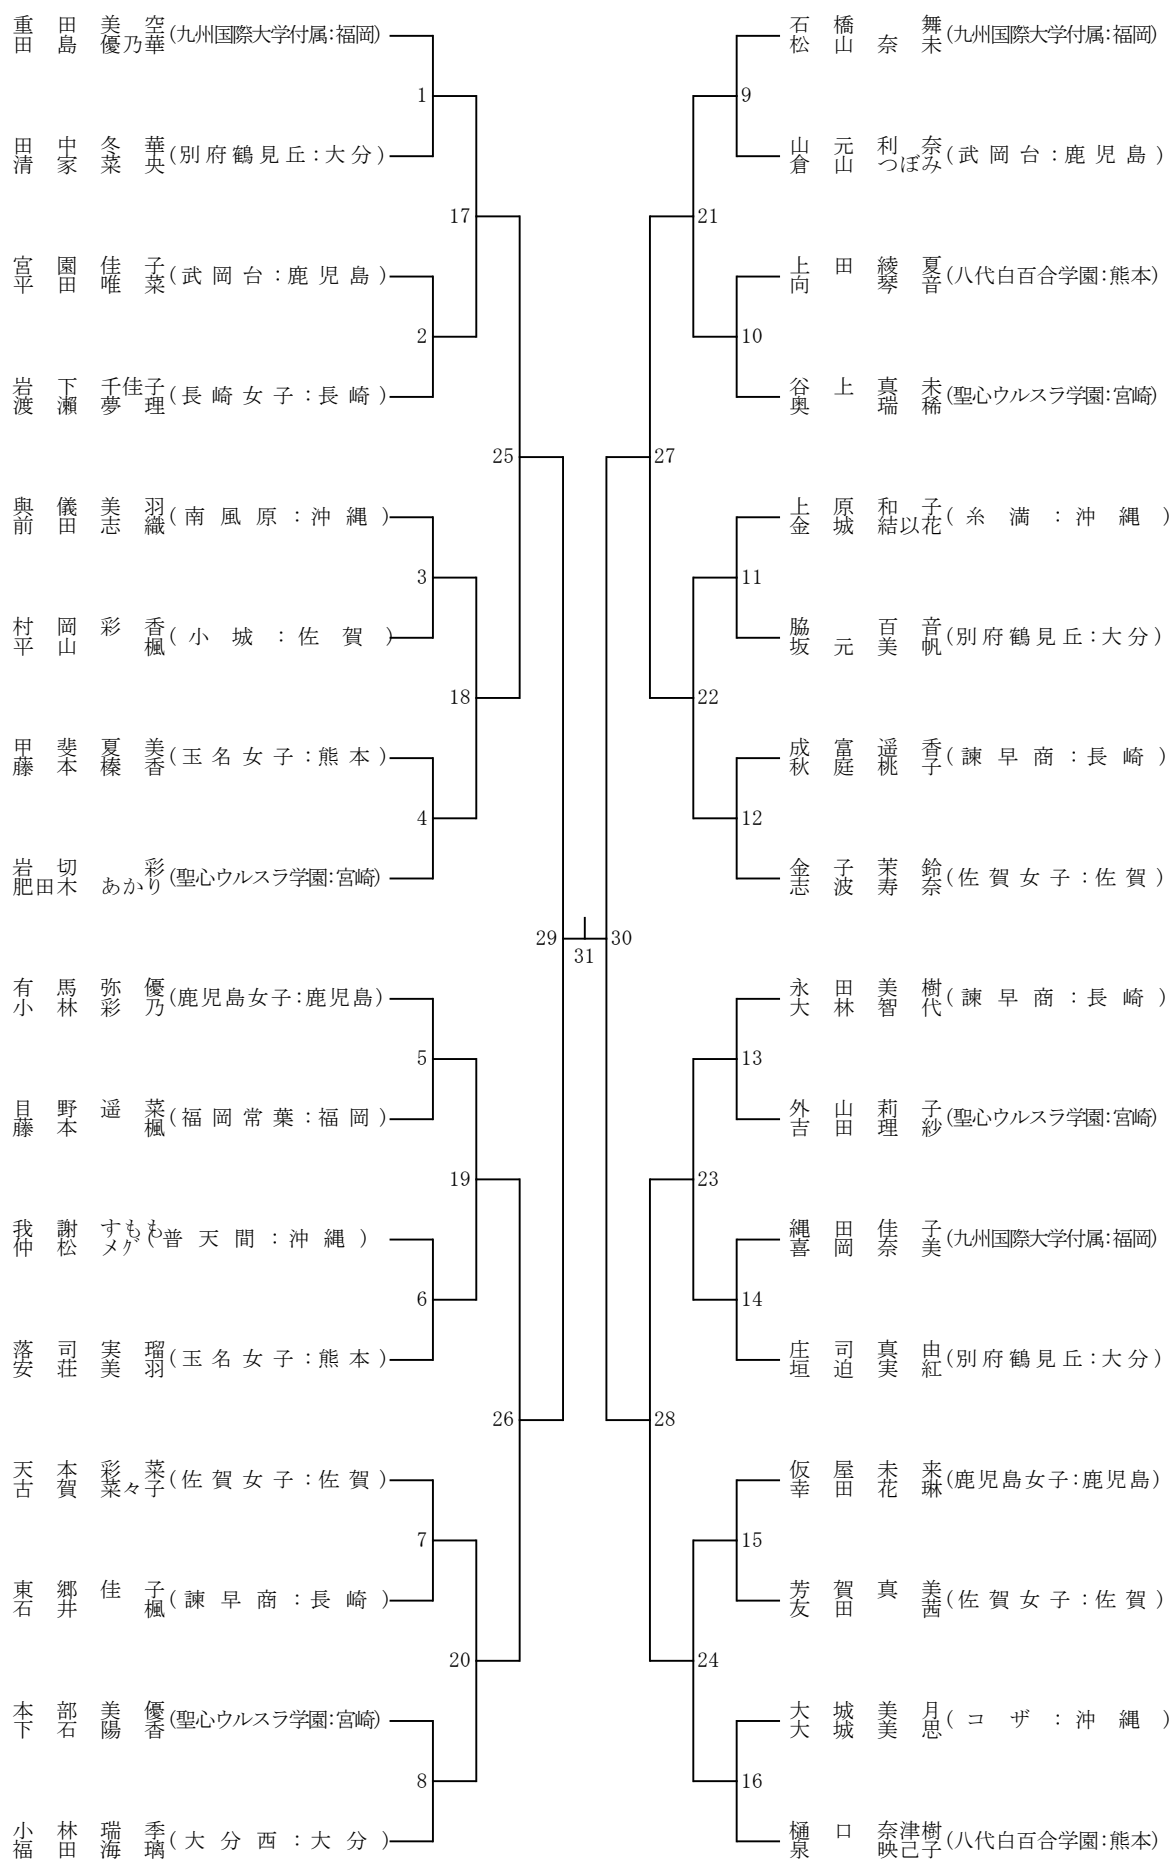 重田美空
田島優乃華
(九州国際大学付属:福岡)
1
田中冬華
清家菜央
(別府鶴見丘:大分)
17
宮園佳子
平田唯菜
(武岡台:鹿児島)
2
岩下千佳子
渡瀬夢理
(長崎女子:長崎)
25
與儀美羽
前田志織
(南風原:沖縄)
3
村岡彩香
平山楓
(小城:佐賀)
18
甲斐夏美
藤本榛香
(玉名女子:熊本)
4
岩切彩
肥田木あかり
(聖心ウルスラ学園:宮崎)
29
有馬弥優
小林彩乃
(鹿児島女子:鹿児島)
5
目野遥菜
藤本楓
(福岡常葉:福岡)
19
我謝すもも
仲松メグ
(普天間:沖縄)
6
落司実瑠
安荘美羽
(玉名女子:熊本)
26
天本彩菜
古賀菜々子
(佐賀女子:佐賀)
7
東郷佳子
石井楓
(諫早商:長崎)
20
本部美優
下石陽香
(聖心ウルスラ学園:宮崎)
8
小林瑞季
福田海璃
(大分西:大分)
31
石橋舞
松山奈未
(九州国際大学付属:福岡)
9
山元利奈
倉山つぼみ
(武岡台:鹿児島)
21
上田綾夏
向琴音
(八代白百合学園:熊本)
10
谷上真未
奥瑞稀
(聖心ウルスラ学園:宮崎)
27
上原和子
金城結以花
(糸満:沖縄)
11
脇百音
坂元美帆
(別府鶴見丘:大分)
22
成富遥香
秋庭桃子
(諫早商:長崎)
12
金子茉鈴
志波寿奈
(佐賀女子:佐賀)
30
永田美樹
大林智代
(諫早商:長崎)
13
外山莉子
吉田理紗
(聖心ウルスラ学園:宮崎)
23
縄田佳子
喜岡奈美
(九州国際大学付属:福岡)
14
庄司真由
垣迫実紅
(別府鶴見丘:大分)
28
仮屋未来
幸田花琳
(鹿児島女子:鹿児島)
15
芳賀真美
友田茜
(佐賀女子:佐賀)
24
大城美月
大城美思
(コザ:沖縄)
16
樋口奈津樹
泉映己子
(八代白百合学園:熊本)